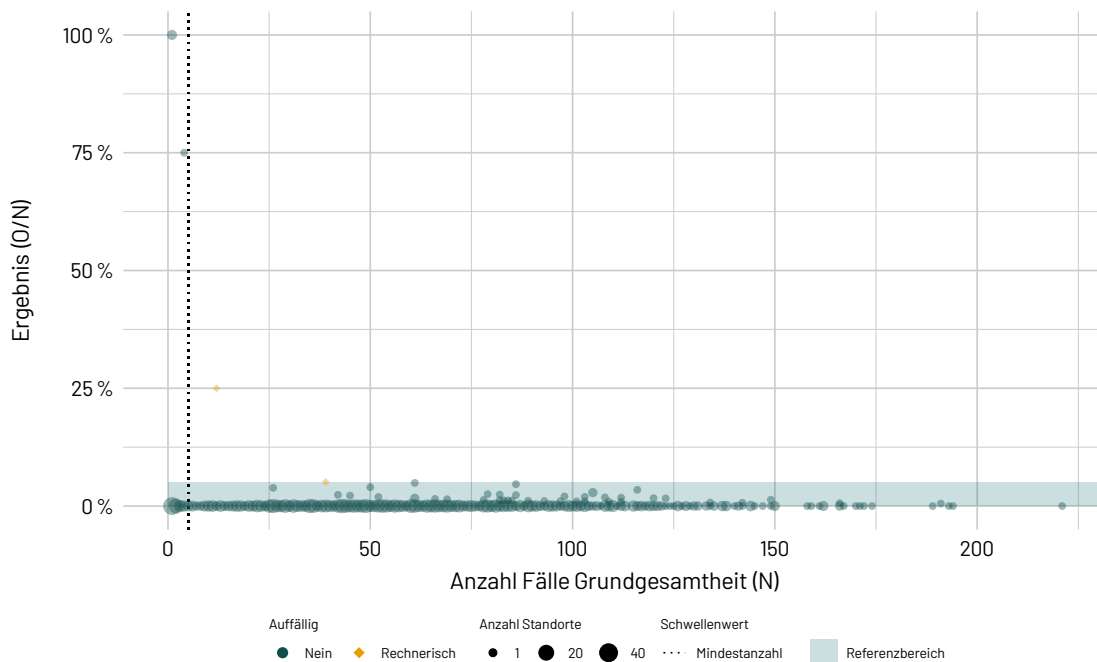 100 %
75 %
50 %
25 %
0 %
Ergebnis (O/N)
0 50 100 150 200
Anzahl Fälle Grundgesamtheit (N)
Auffällig Anzahl Standorte Schwellenwert
Nein Rechnerisch 1 20 40 Mindestanzahl Referenzbereich